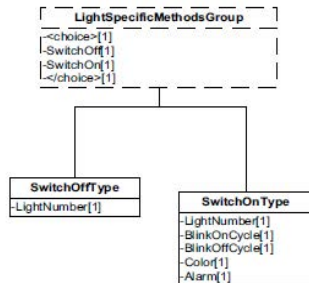 LightSpecificMethodsGroup
-<choice>[1]
-SwitchOff[1]
-SwitchOn[1]
-</choice>[1]
SwitchOffType
-LightNumber[1]
SwitchOnType
-LightNumber[1]
-BlinkOnCycle[1]
-BlinkOffCycle[1]
-Color[1]
-Alarm[1]